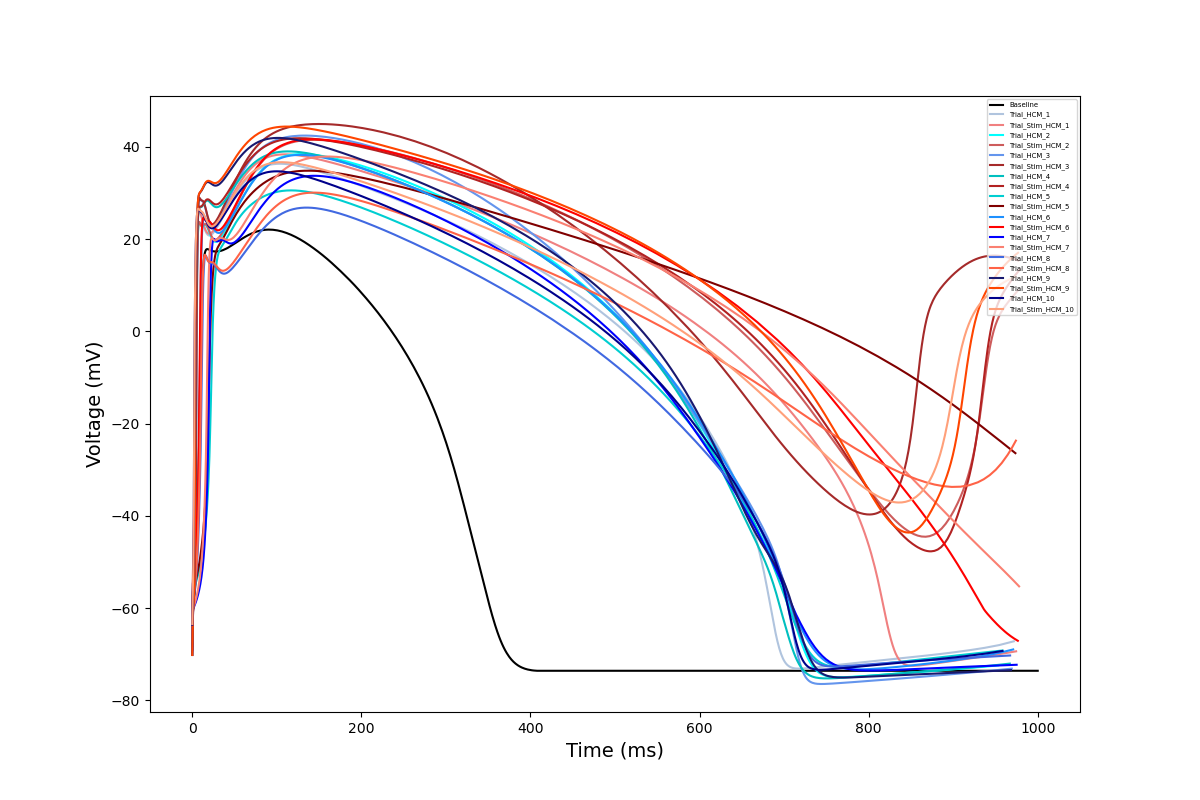 Voltage (mV)
40
20
0
−20
−40
−60
−80
0
200
400
600
800
1000
Time (ms)
Baseline
Trial_HCM_1
Trial_Stim_HCM_1
Trial_HCM_2
Trial_Stim_HCM_2
Trial_HCM_3
Trial_Stim_HCM_3
Trial_HCM_4
Trial_Stim_HCM_4
Trial_HCM_5
Trial_Stim_HCM_5
Trial_HCM_6
Trial_Stim_HCM_6
Trial_HCM_7
Trial_Stim_HCM_7
Trial_HCM_8
Trial_Stim_HCM_8
Trial_HCM_9
Trial_Stim_HCM_9
Trial_HCM_10
Trial_Stim_HCM_10